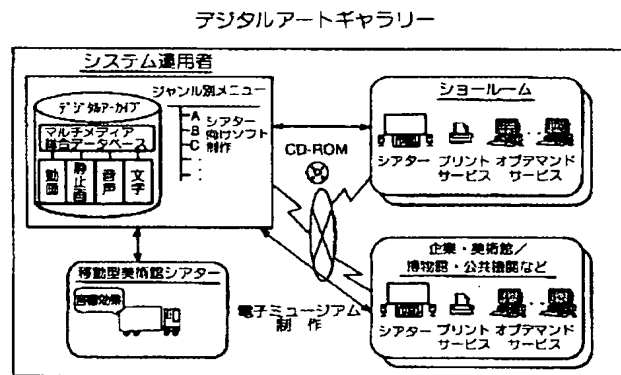 デジタルアートギャラリー
システム運用者
デジタルアーカイブ
マルチメディア
統合データベース
動画
静止画
音声
文字
ジャンル別メニュー
A シアター
B 向けソフト
C 制作
CD-ROM
ショールーム
シアター
プリント
サービス
オプデマンド
サービス
移動型美術館シアター
音響効果
電子ミュージアム
制 作
企業・美術館/
博物館・公共機関など
シアター
プリント
サービス
オプデマンド
サービス